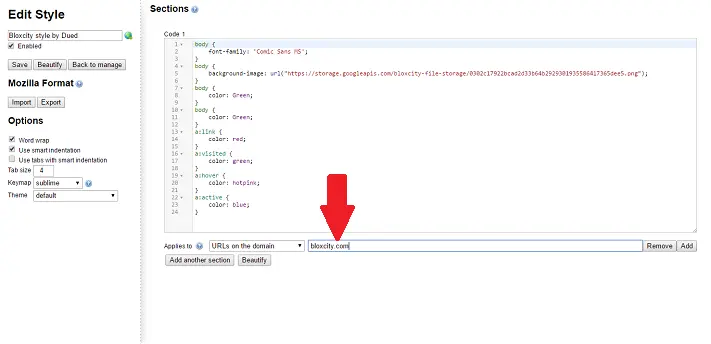 Edit Style
Bloxcity style by Dued
Enabled
Save Beautify Back to manage
Mozilla Format
Import Export
Options
Word wrap
Use smart indentation
Use tabs with smart indentation
Tab size 4
Keymap sublime
Theme default
Sections
Code 1
1 body {
2 font-family: "Comic Sans MS";
3 }
4 body {
5 background-image: url("https://storage.googleapis.com/bloxcity-file-storage/0302c17922bcad2d33b64b2929301935586417365dee5.png");
6 }
7 body {
8 color: Green;
9 }
10 body {
11 color: Green;
12 }
13 a:link {
14 color: red;
15 }
16 a:visited {
17 color: green;
18 }
19 a:hover {
20 color: hotpink;
21 }
22 a:active {
23 color: blue;
24 }
Applies to URLs on the domain bloxcity.com Remove Add
Add another section Beautify